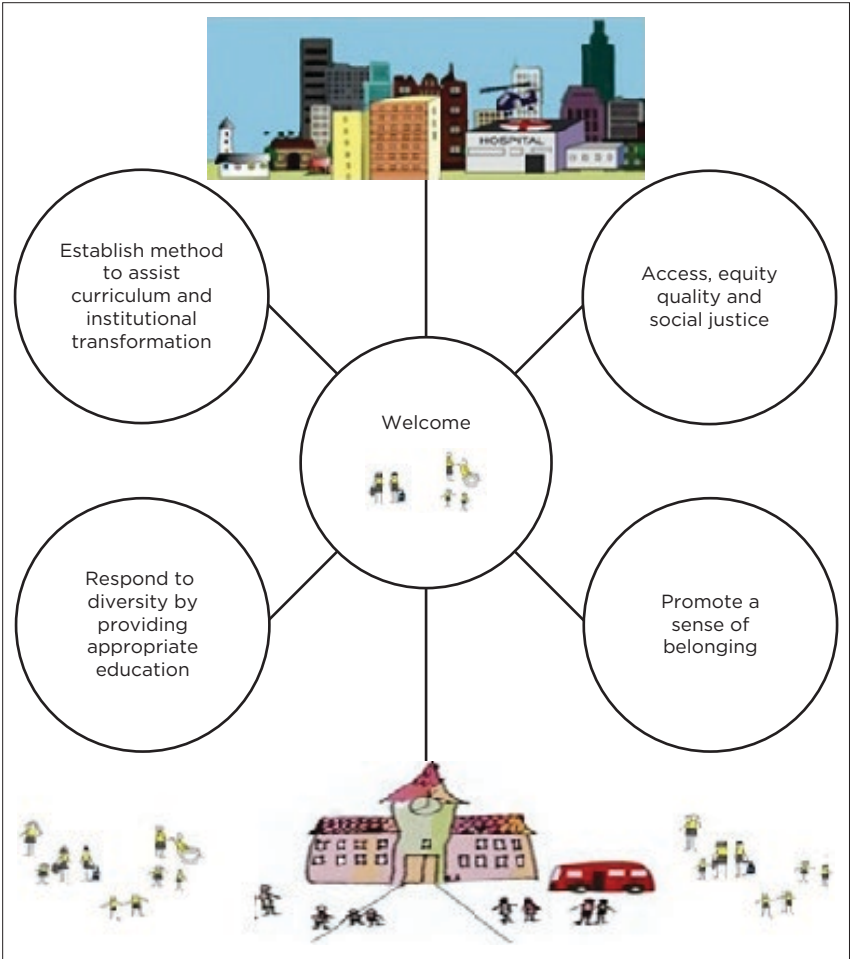 HOSPITAL
Establish method
to assist
curriculum and
institutional
transformation
Access, equity
quality and
social justice
Welcome
Respond to
diversity by
providing
appropriate
education
Promote a
sense of
belonging